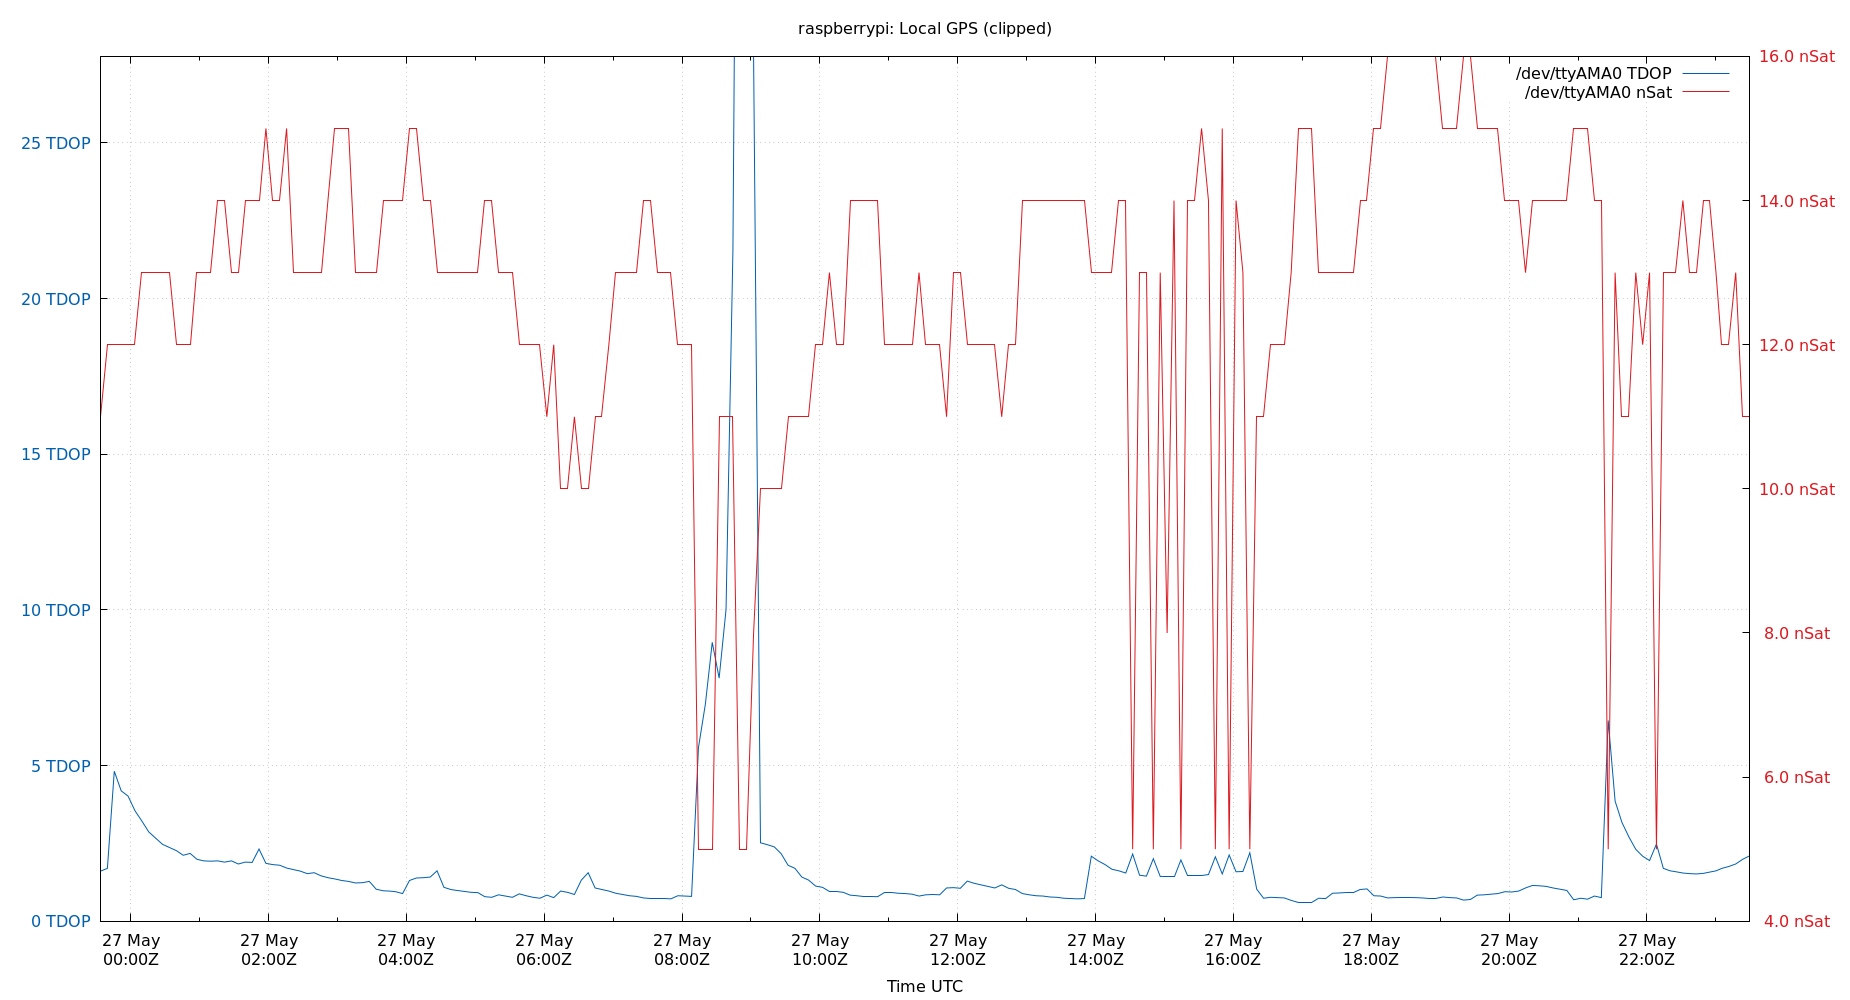 raspberrypi: Local GPS (clipped)
/dev/ttyAMA0 TDOP
/dev/ttyAMA0 nSat
25 TDOP
20 TDOP
15 TDOP
10 TDOP
5 TDOP
0 TDOP
16.0 nSat
14.0 nSat
12.0 nSat
10.0 nSat
8.0 nSat
6.0 nSat
4.0 nSat
27 May 27 May 27 May 27 May 27 May 27 May 27 May 27 May 27 May 27 May 27 May 27 May
00:00Z 02:00Z 04:00Z 06:00Z 08:00Z 10:00Z 12:00Z 14:00Z 16:00Z 18:00Z 20:00Z 22:00Z
Time UTC